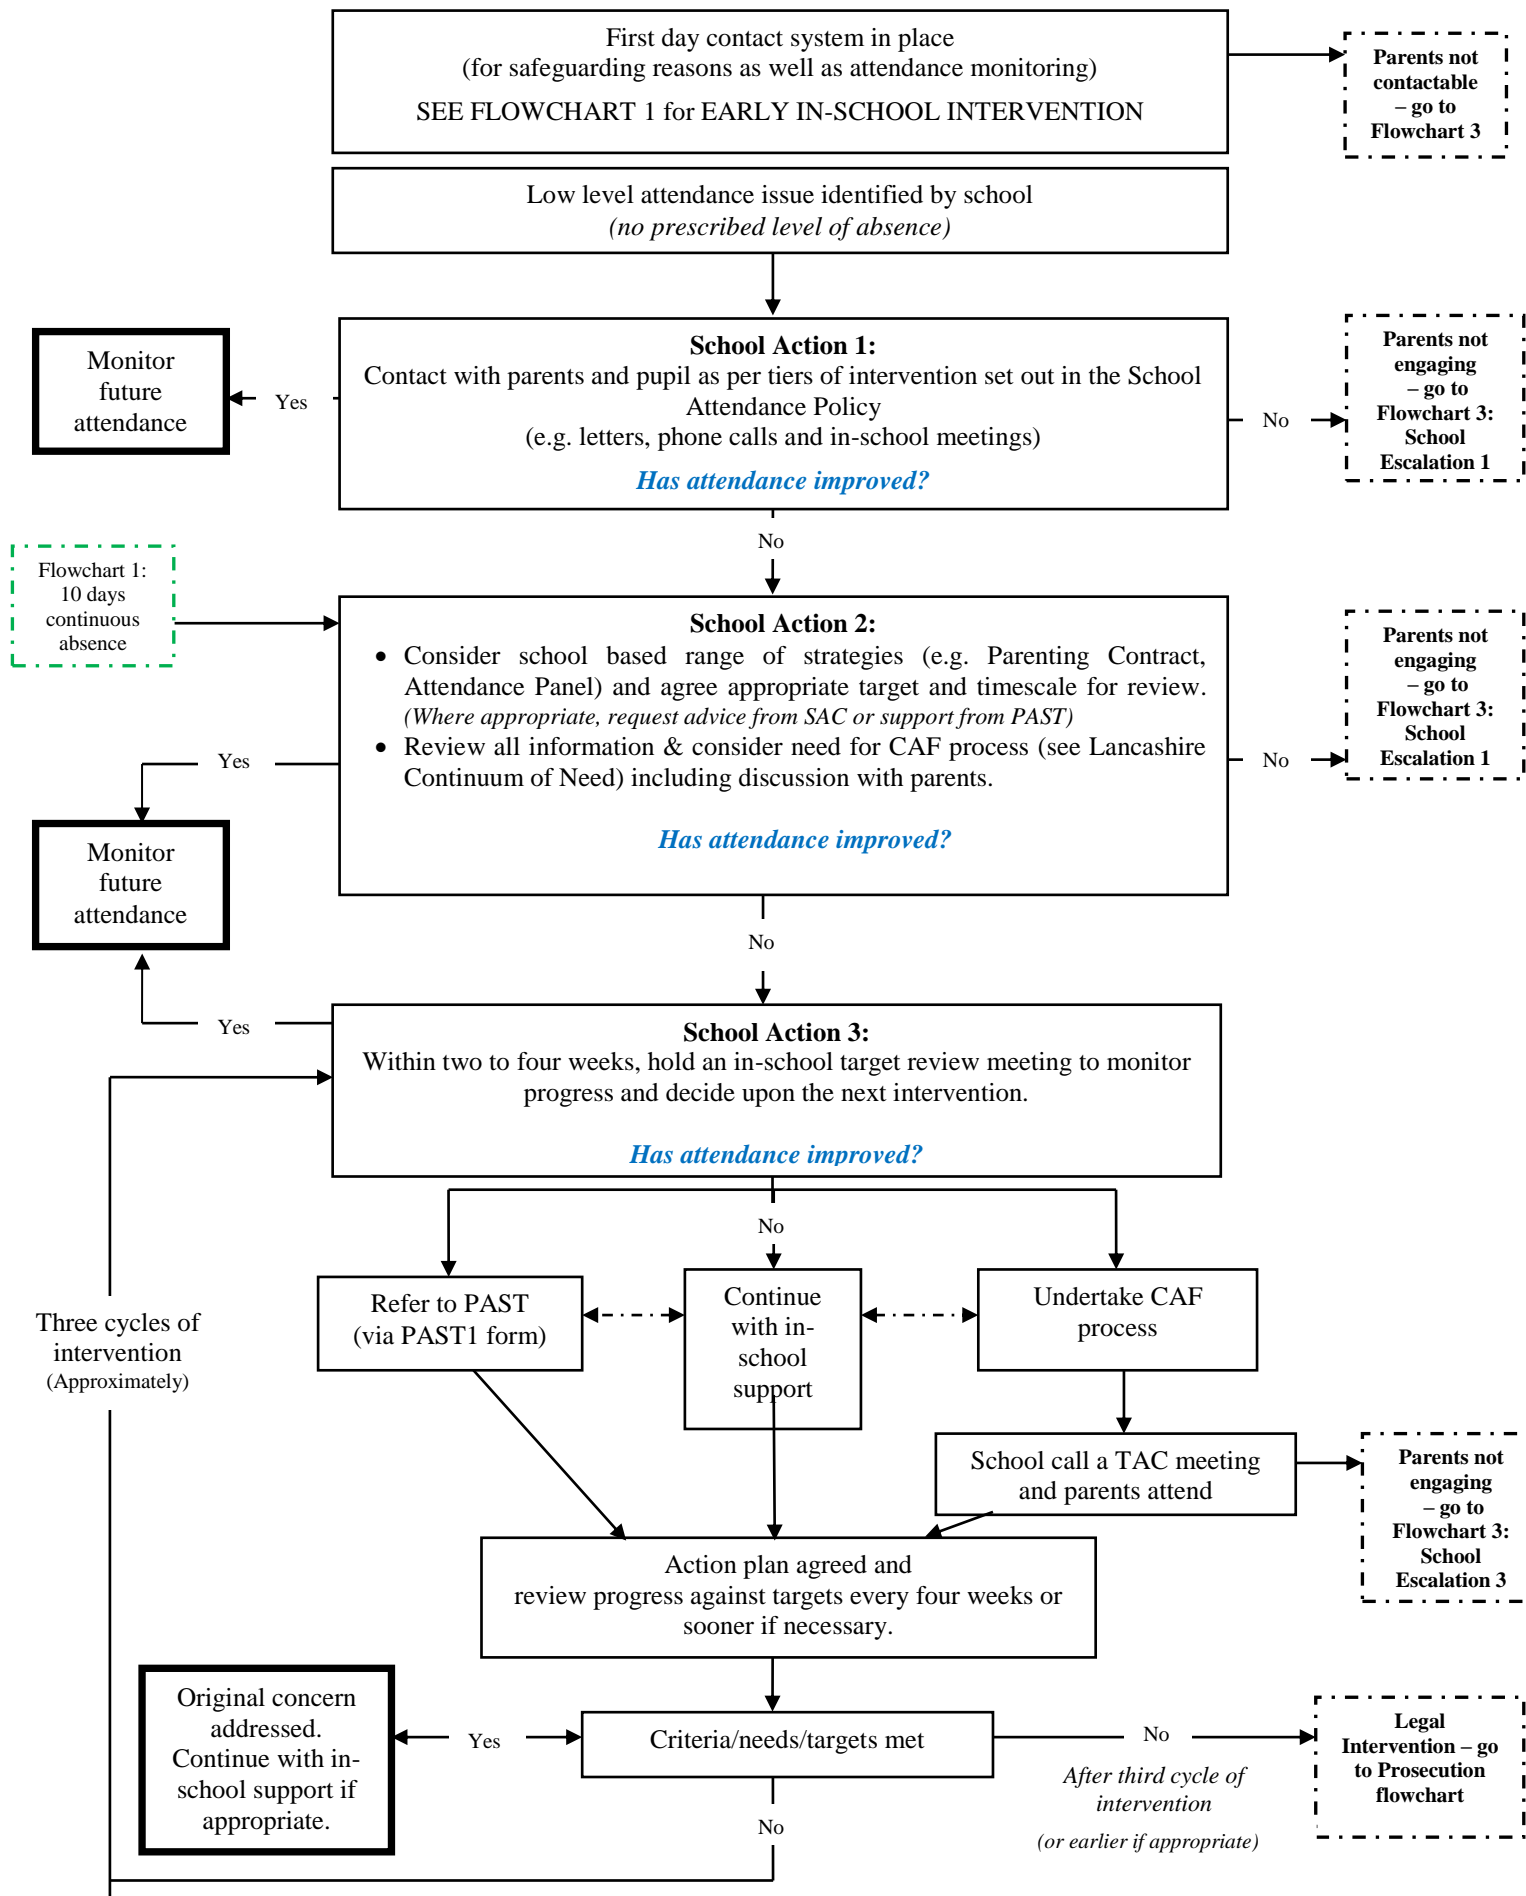 First day contact system in place
(for safeguarding reasons as well as attendance monitoring)
SEE FLOWCHART 1 for EARLY IN-SCHOOL INTERVENTION
Parents not
contactable
– go to
Flowchart 3
Low level attendance issue identified by school
(no prescribed level of absence)
Monitor
future
attendance
Yes
School Action 1:
Contact with parents and pupil as per tiers of intervention set out in the School
Attendance Policy
(e.g. letters, phone calls and in-school meetings)
Has attendance improved?
No
Parents not
engaging
– go to
Flowchart 3:
School
Escalation 1
No
Flowchart 1:
10 days
continuous
absence
School Action 2:
• Consider school based range of strategies (e.g. Parenting Contract,
Attendance Panel) and agree appropriate target and timescale for review.
(Where appropriate, request advice from SAC or support from PAST)
• Review all information & consider need for CAF process (see Lancashire
Continuum of Need) including discussion with parents.
Has attendance improved?
No
Parents not
engaging
– go to
Flowchart 3:
School
Escalation 1
Yes
Monitor
future
attendance
No
Yes
School Action 3:
Within two to four weeks, hold an in-school target review meeting to monitor
progress and decide upon the next intervention.
Has attendance improved?
No
Three cycles of
intervention
(Approximately)
Refer to PAST
(via PAST1 form)
Continue
with in-
school
support
Undertake CAF
process
School call a TAC meeting
and parents attend
Parents not
engaging
– go to
Flowchart 3:
School
Escalation 3
Action plan agreed and
review progress against targets every four weeks or
sooner if necessary.
Original concern
addressed.
Continue with in-
school support if
appropriate.
Yes
Criteria/needs/targets met
No
After third cycle of
intervention
(or earlier if appropriate)
Legal
Intervention – go
to Prosecution
flowchart
No